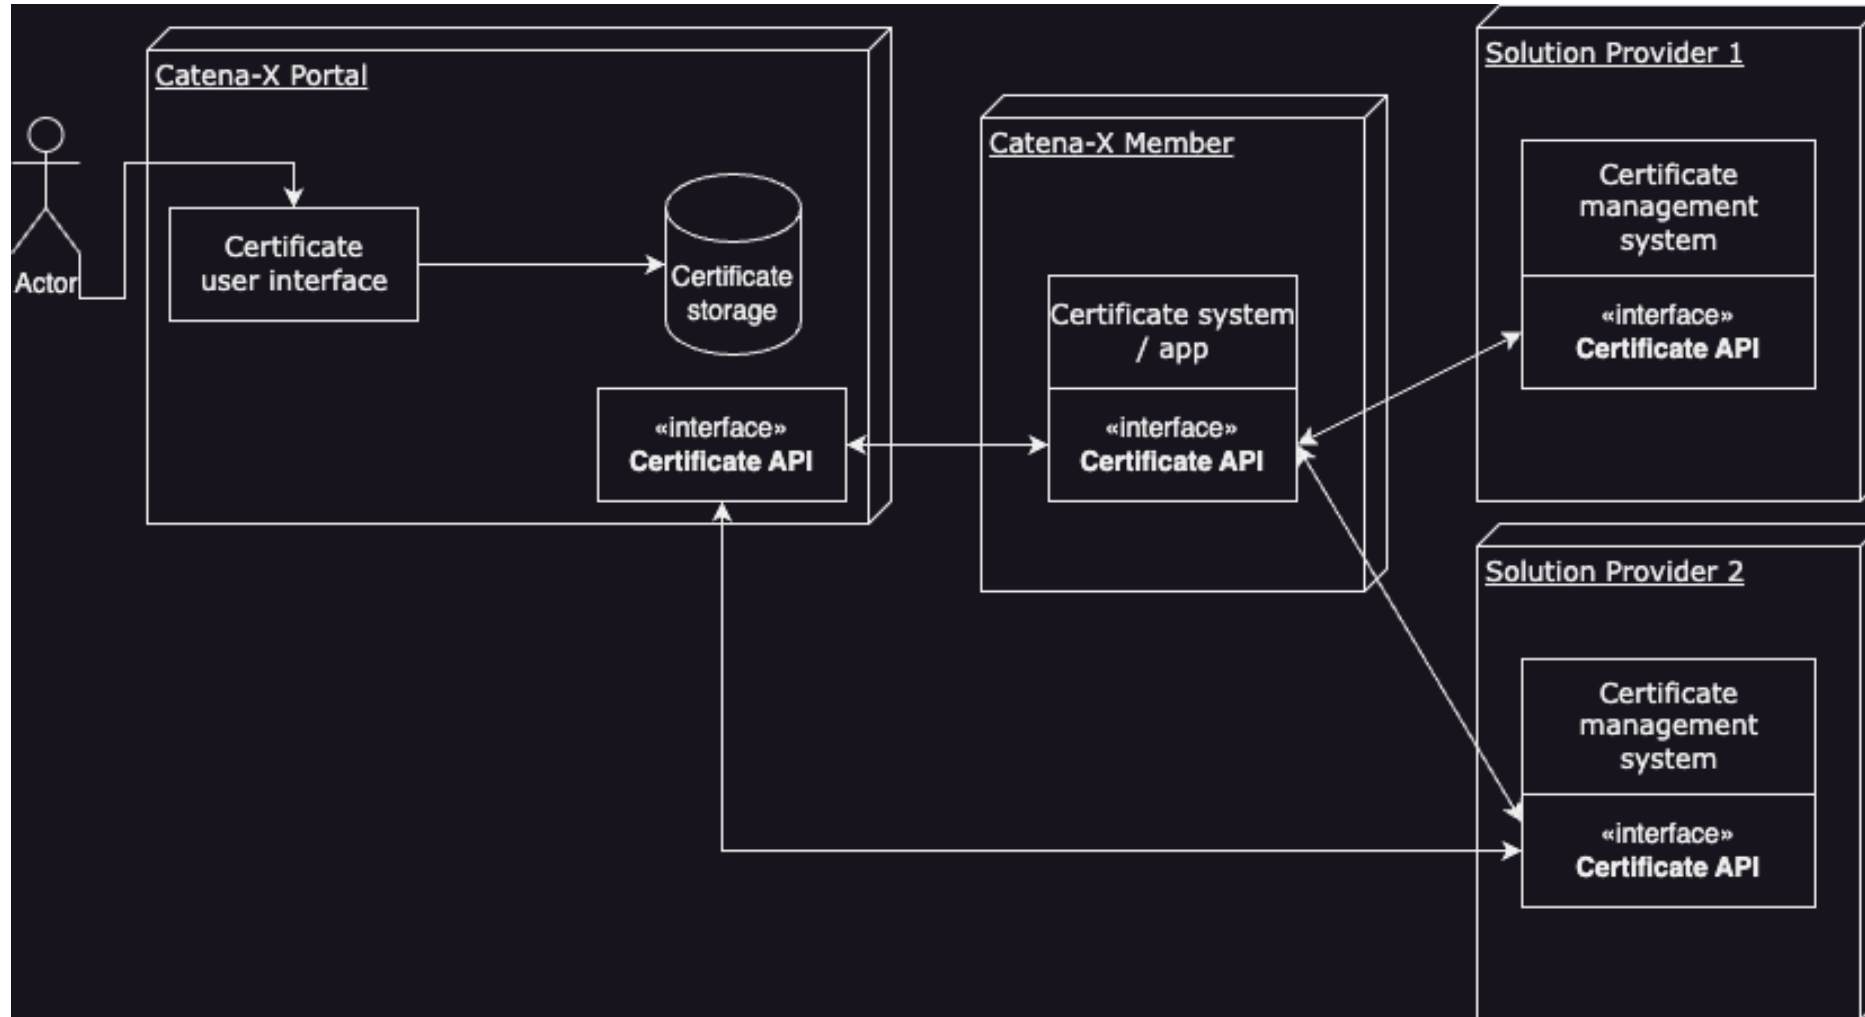 Catena-X Portal
Actor
Certificate
user interface
Certificate
storage
«interface»
Certificate API
Catena-X Member
Certificate system
/ app
«interface»
Certificate API
Solution Provider 1
Certificate
management
system
«interface»
Certificate API
Solution Provider 2
Certificate
management
system
«interface»
Certificate API